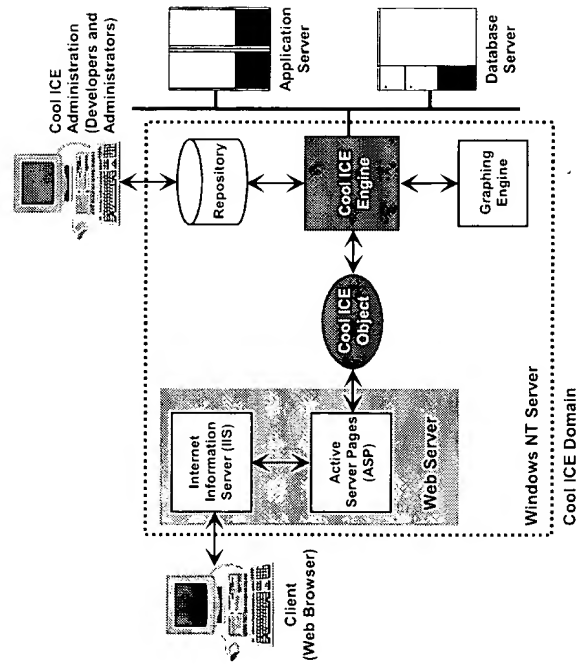 Cool ICE
Administration
(Developers and
Administrators)
Application
Server
Database
Server
Repository
Cool ICE
Engine
Graphing
Engine
Cool ICE
Object
Internet
Information
Server (IIS)
Active
Server Pages
(ASP)
Web Server
Client
(Web Browser)
Windows NT Server
Cool ICE Domain